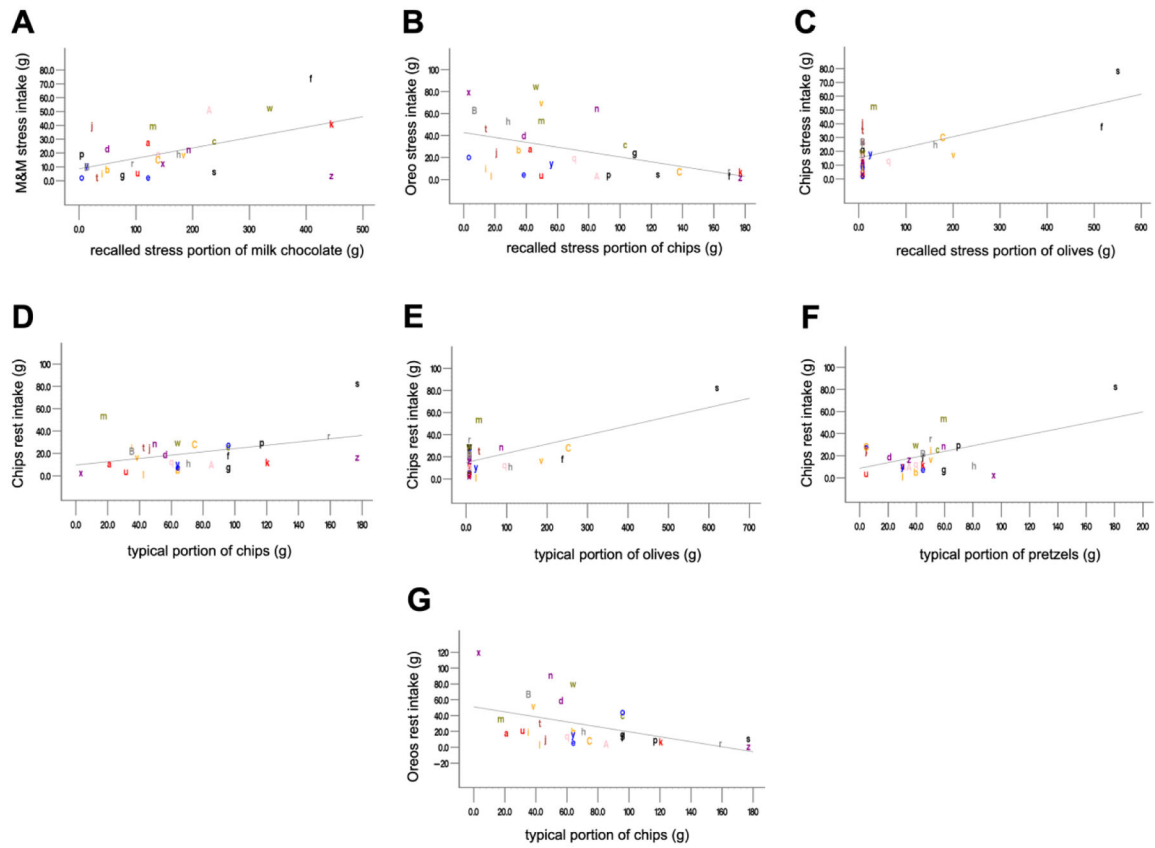 A
B
C
M&M stress intake (g)
80.0
70.0
60.0
50.0
40.0
30.0
20.0
10.0
0.0
0.0 100 200 300 400 500
recalled stress portion of milk chocolate (g)
Oreo stress intake (g)
100
80.0
60.0
40.0
20.0
0.0
0.0 20.0 40.0 60.0 80.0 100 120 140 160 180
recalled stress portion of chips (g)
Chips stress intake (g)
80.0
70.0
60.0
50.0
40.0
30.0
20.0
10.0
0.0
0.0 100 200 300 400 500 600
recalled stress portion of olives (g)
D
E
F
Chips rest intake (g)
100
80.0
60.0
40.0
20.0
0.0
0.0 20.0 40.0 60.0 80.0 100 120 140 160 180
typical portion of chips (g)
Chips rest intake (g)
100
80.0
60.0
40.0
20.0
0.0
0.0 100 200 300 400 500 600 700
typical portion of olives (g)
Chips rest intake (g)
100
80.0
60.0
40.0
20.0
0.0
0.0 20.0 40.0 60.0 80.0 100 120 140 160 180 200
typical portion of pretzels (g)
G
Oreos rest intake (g)
120
100
80.0
60.0
40.0
20.0
0.0
−20
0.0 20.0 40.0 60.0 80.0 100 120 140 160 180
typical portion of chips (g)